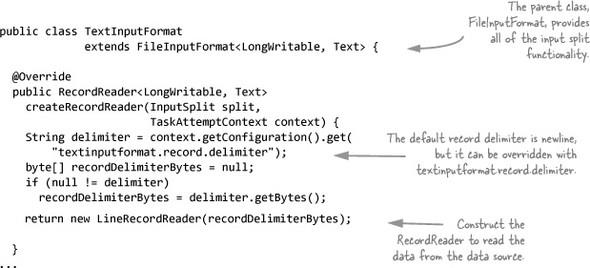 public class TextInputFormat
extends FileInputFormat<LongWritable, Text> {
The parent class,
FileInputFormat, provides
all of the input split
functionality.
@Override
public RecordReader<LongWritable, Text>
createRecordReader(InputSplit split,
TaskAttemptContext context) {
String delimiter = context.getConfiguration().get(
"textinputformat.record.delimiter");
byte[] recordDelimiterBytes = null;
if (null != delimiter)
recordDelimiterBytes = delimiter.getBytes();
The default record delimiter is newline,
but it can be overridden with
textinputformat.record.delimiter.
return new LineRecordReader(recordDelimiterBytes);
Construct the
RecordReader to read the
data from the data source.
}
...